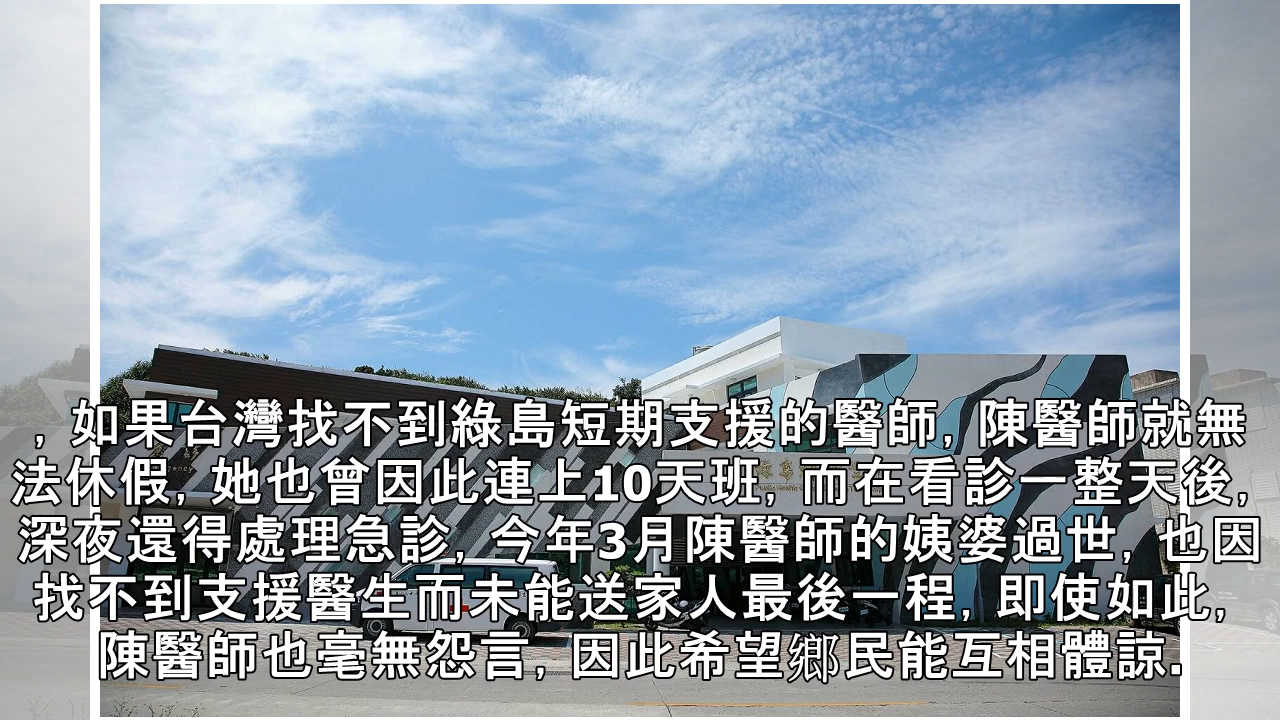 , 如果台灣找不到綠島短期支援的醫師, 陳醫師就無
法休假, 她也曾因此連上10天班, 而在看診一整天後,
深夜還得處理急診, 今年3月陳醫師的姨婆過世, 也因
找不到支援醫生而未能送家人最後一程, 即使如此,
陳醫師也毫無怨言, 因此希望鄉民能互相體諒.